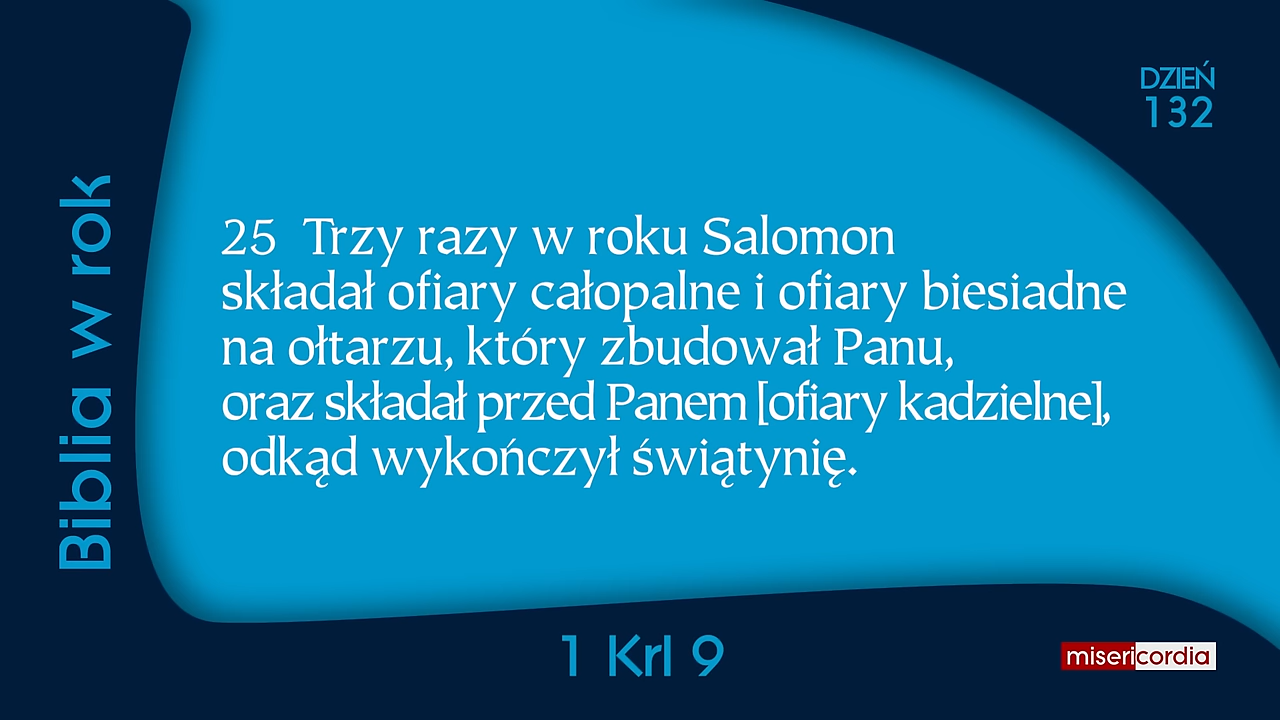 DZIEŃ
132
Biblia w rok
25 Trzy razy w roku Salomon
składał ofiary całopalne i ofiary biesiadne
na ołtarzu, który zbudował Panu,
oraz składał przed Panem [ofiary kadzielne],
odkąd wykończył świątynię.
1 Krl 9
misericordia